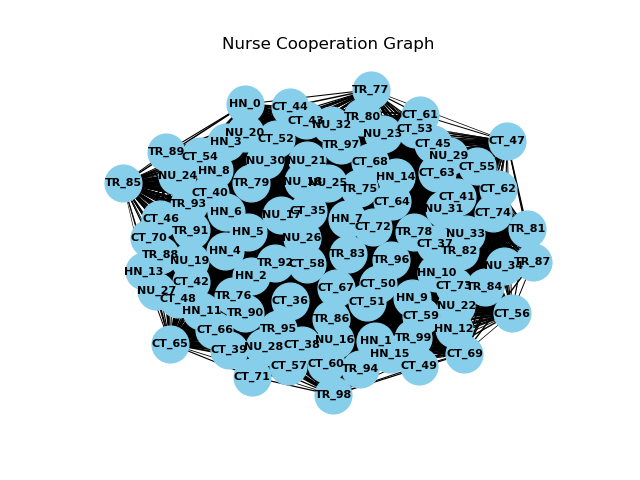 Nurse Cooperation Graph
TR_77
HN_0
CT_44
CT_61
CT_43
TR_80
NU_32
CT_53
NU_20
NU_23
CT_52
HN_3
CT_47
CT_45
TR_97
TR_89
CT_54
NU_29
NU_30
NU_21
CT_68
CT_55
HN_8
CT_63
NU_24
HN_14
TR_85
TR_79
NU_18
NU_25
TR_75
CT_62
CT_40
CT_41
CT_64
TR_93
NU_31
HN_6
CT_35
CT_74
NU_17
CT_46
HN_7
CT_72
TR_81
TR_91
HN_5
TR_78
NU_33
CT_70
NU_26
CT_37
HN_4
TR_82
TR_88
TR_83
NU_19
TR_92
CT_58
TR_96
TR_87
NU_34
HN_13
HN_2
HN_10
CT_42
CT_50
CT_73
TR_84
CT_67
NU_27
TR_76
CT_48
CT_36
CT_51
HN_9
NU_22
HN_11
TR_90
CT_56
CT_59
TR_86
CT_66
TR_95
HN_12
TR_99
NU_16
HN_1
CT_65
CT_38
CT_39
NU_28
HN_15
CT_69
CT_60
CT_57
CT_49
TR_94
CT_71
TR_98